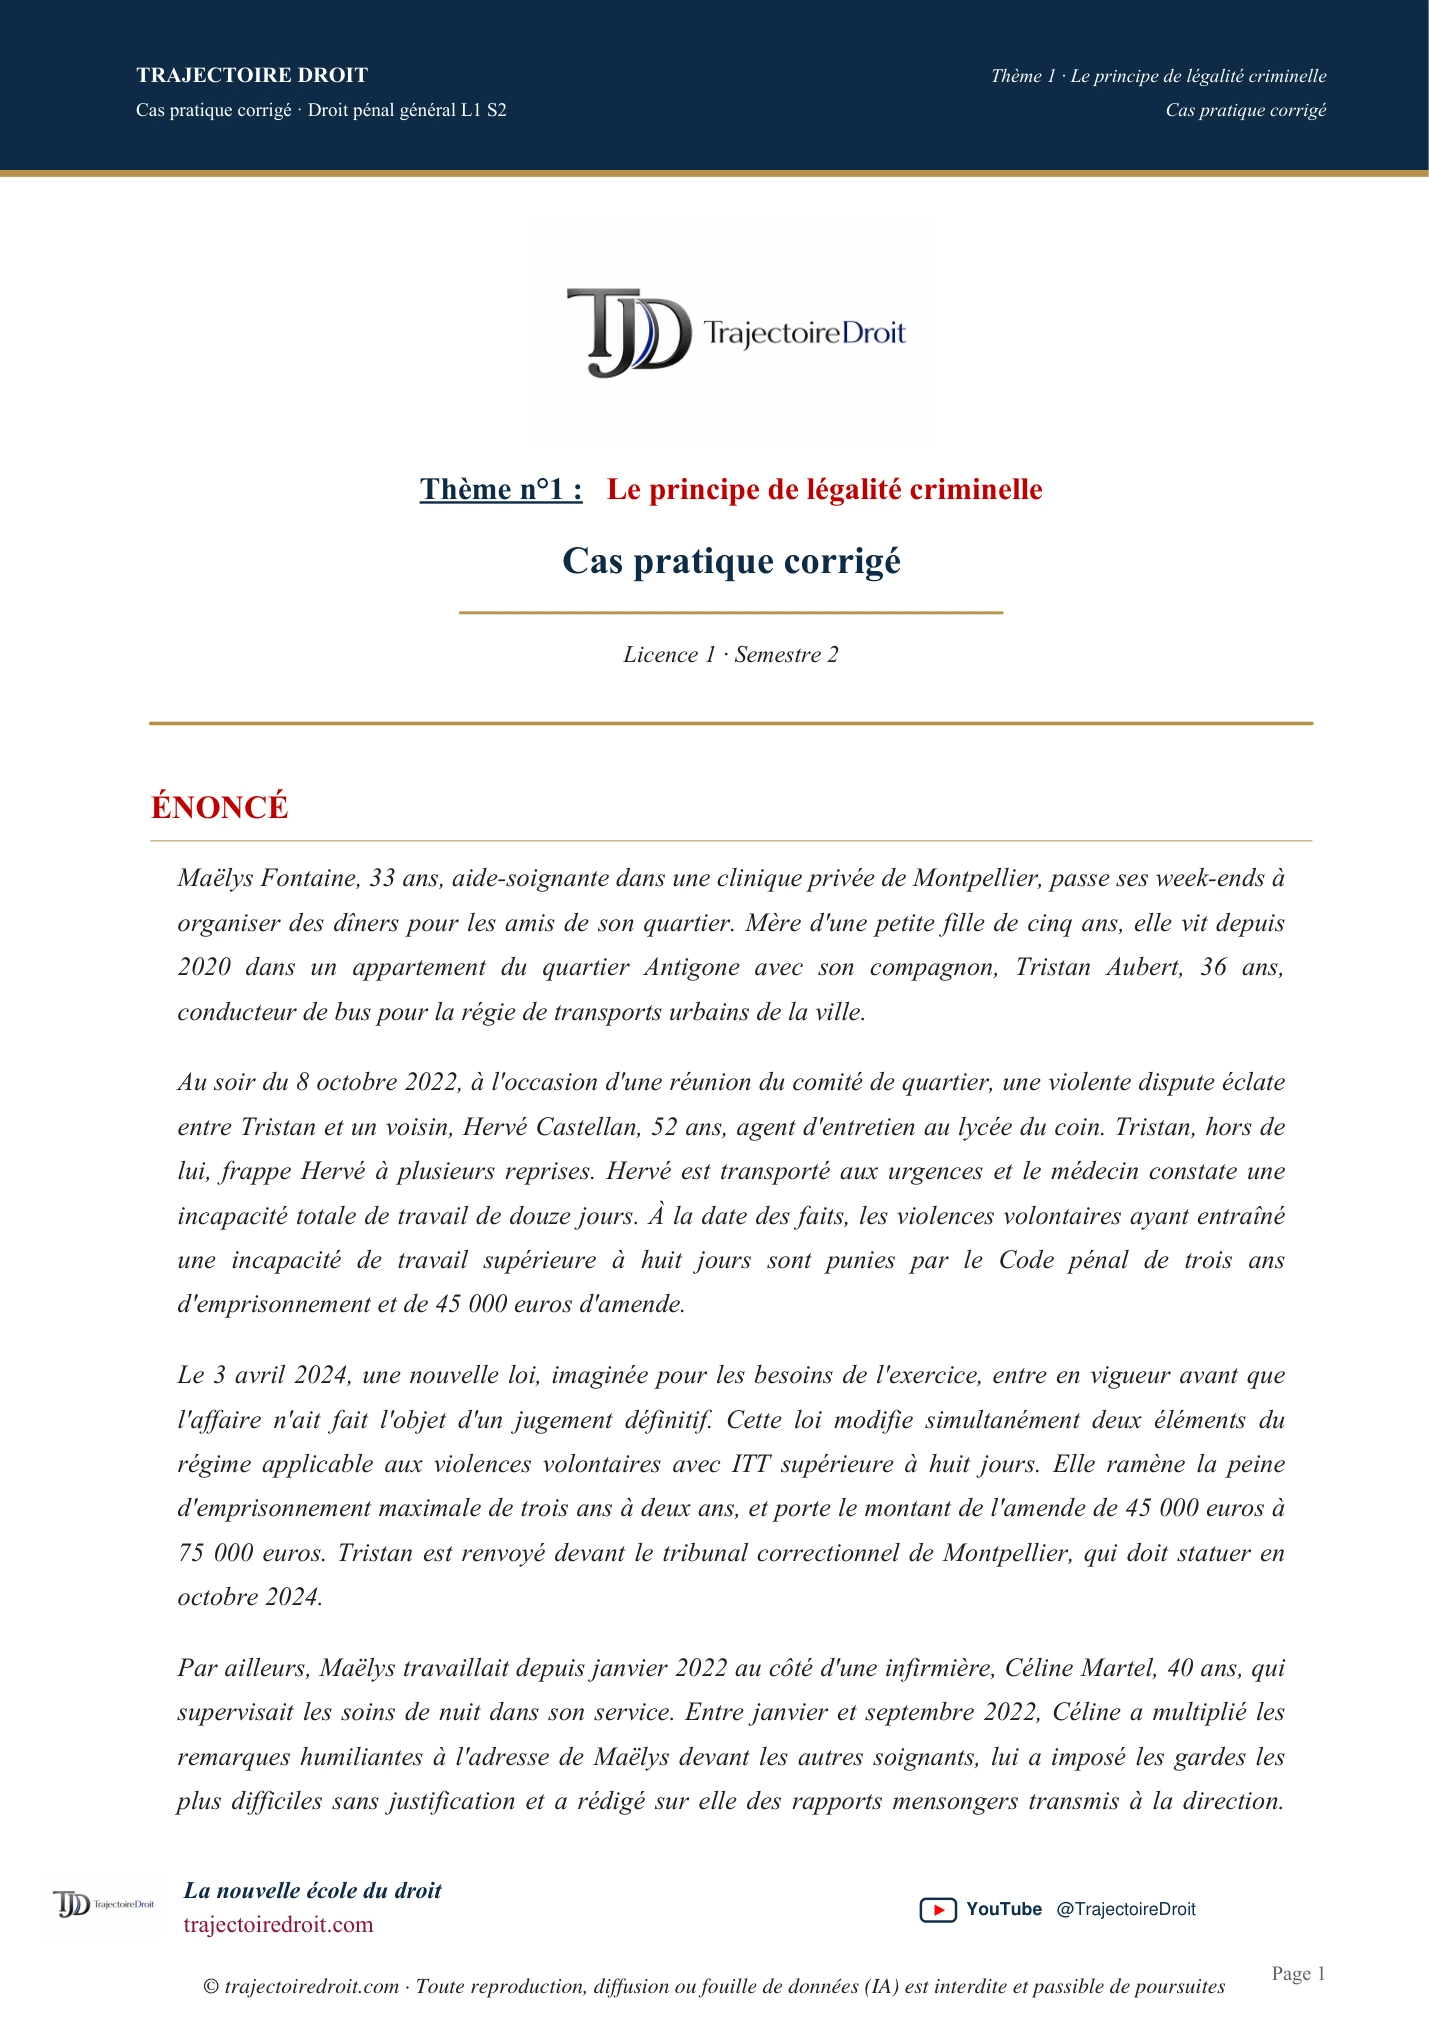 TRAJECTOIRE DROIT
Cas pratique corrigé · Droit pénal général L1 S2
Thème 1 · Le principe de légalité criminelle
Cas pratique corrigé
TJD TrajectoireDroit
Thème n°1 : Le principe de légalité criminelle
Cas pratique corrigé
Licence 1 · Semestre 2
ÉNONCÉ
Maëlys Fontaine, 33 ans, aide-soignante dans une clinique privée de Montpellier, passe ses week-ends à
organiser des dîners pour les amis de son quartier. Mère d'une petite fille de cinq ans, elle vit depuis
2020 dans un appartement du quartier Antigone avec son compagnon, Tristan Aubert, 36 ans,
conducteur de bus pour la régie de transports urbains de la ville.
Au soir du 8 octobre 2022, à l'occasion d'une réunion du comité de quartier, une violente dispute éclate
entre Tristan et un voisin, Hervé Castellan, 52 ans, agent d'entretien au lycée du coin. Tristan, hors de
lui, frappe Hervé à plusieurs reprises. Hervé est transporté aux urgences et le médecin constate une
incapacité totale de travail de douze jours. À la date des faits, les violences volontaires ayant entraîné
une incapacité de travail supérieure à huit jours sont punies par le Code pénal de trois ans
d'emprisonnement et de 45 000 euros d'amende.
Le 3 avril 2024, une nouvelle loi, imaginée pour les besoins de l'exercice, entre en vigueur avant que
l'affaire n'ait fait l'objet d'un jugement définitif. Cette loi modifie simultanément deux éléments du
régime applicable aux violences volontaires avec ITT supérieure à huit jours. Elle ramène la peine
d'emprisonnement maximale de trois ans à deux ans, et porte le montant de l'amende de 45 000 euros à
75 000 euros. Tristan est renvoyé devant le tribunal correctionnel de Montpellier, qui doit statuer en
octobre 2024.
Par ailleurs, Maëlys travaillait depuis janvier 2022 au côté d'une infirmière, Céline Martel, 40 ans, qui
supervisait les soins de nuit dans son service. Entre janvier et septembre 2022, Céline a multiplié les
remarques humiliantes à l'adresse de Maëlys devant les autres soignants, lui a imposé les gardes les
plus difficiles sans justification et a rédigé sur elle des rapports mensongers transmis à la direction.
TJD TrajectoireDroit
La nouvelle école du droit
trajectoiredroit.com
YouTube @TrajectoireDroit
© trajectoiredroit.com · Toute reproduction, diffusion ou fouille de données (IA) est interdite et passible de poursuites
Page 1